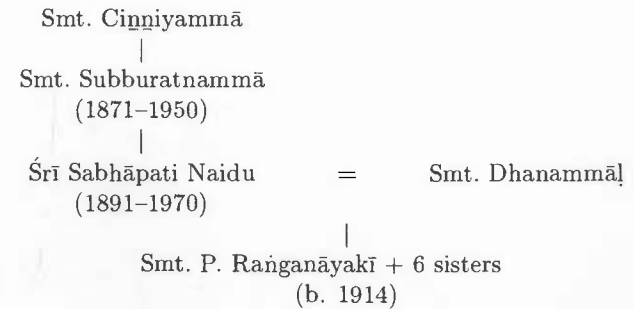 Smt. Ciṉṉiyammā
|
Smt. Subburatnammā
(1871–1950)
|
Śrī Sabhāpati Naidu = Smt. Dhanammāḷ
(1891–1970)
|
Smt. P. Raṅganāyakī + 6 sisters
(b. 1914)